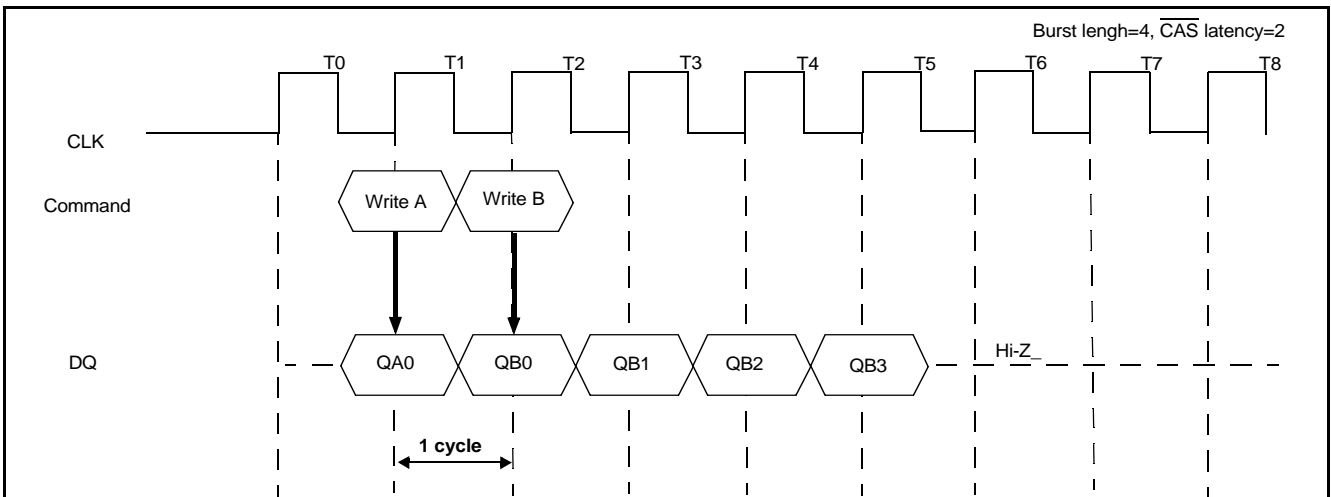 Burst lengh=4, CAS latency=2
T0 T1 T2 T3 T4 T5 T6 T7 T8
CLK
Command Write A Write B
DQ QA0 QB0 QB1 QB2 QB3 Hi-Z_
1 cycle